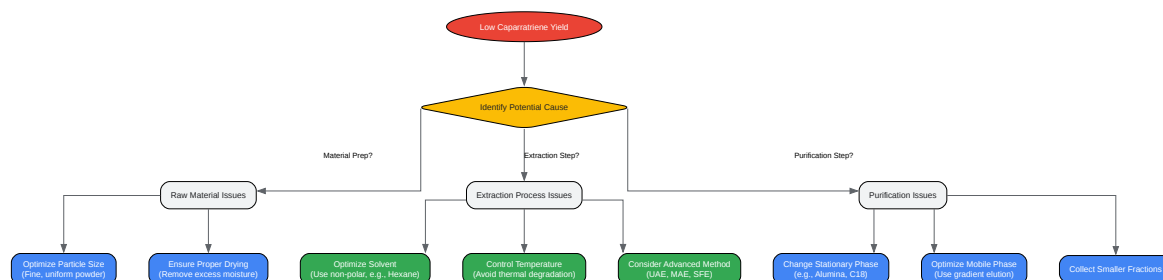 Low Caparratriene Yield
Identify Potential Cause
Material Prep?
Extraction Step?
Purification Step?
Raw Material Issues
Extraction Process Issues
Purification Issues
Optimize Particle Size
(Fine, uniform powder)
Ensure Proper Drying
(Remove excess moisture)
Optimize Solvent
(Use non-polar, e.g., Hexane)
Control Temperature
(Avoid thermal degradation)
Consider Advanced Method
(UAE, MAE, SFE)
Change Stationary Phase
(e.g., Alumina, C18)
Optimize Mobile Phase
(Use gradient elution)
Collect Smaller Fractions